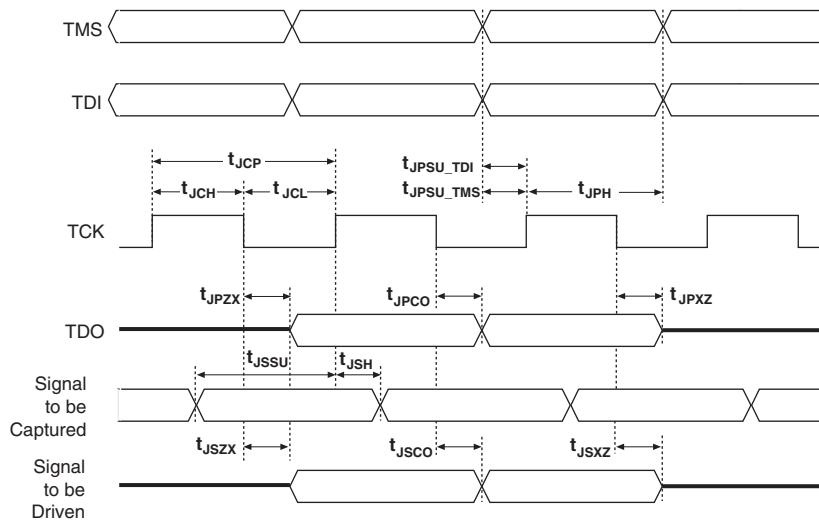 TMS
TDI
tJCP
tJPSU_TDI
tJCH
tJCL
tJPSU_TMS
tJPH
TCK
tJPZX
tJPCO
tJPXZ
TDO
tJSSU
tJSH
Signal
to be
Captured
tJSZX
tJSCO
tJSXZ
Signal
to be
Driven